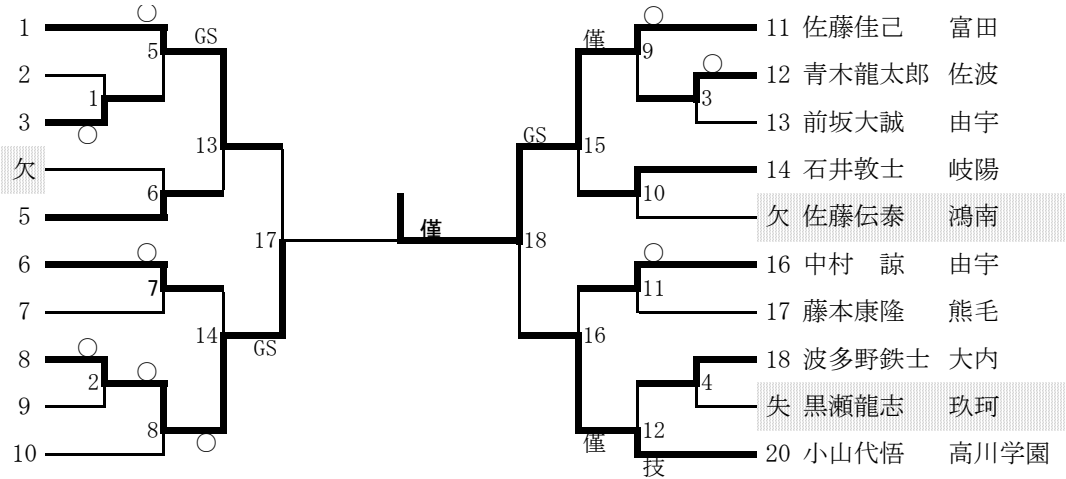 ○ ○
1 GS 僅 11 佐藤佳己 富田
5 9
2 ○ 12 青木龍太郎 佐波
1 3
3 13 前坂大誠 由宇
○ GS
13 15
欠 14 石井敦士 岐陽
6 10
5 欠 佐藤伝泰 鴻南
僅
17 18
○ ○
6 16 中村 諒 由宇
7 11
7 17 藤本康隆 熊毛
14 16
○ GS
8 ○ 18 波多野鉄士 大内
2 4
9 失 黒瀬龍志 玖珂
8 12
○ 僅
10 20 小山代悟 高川学園
技